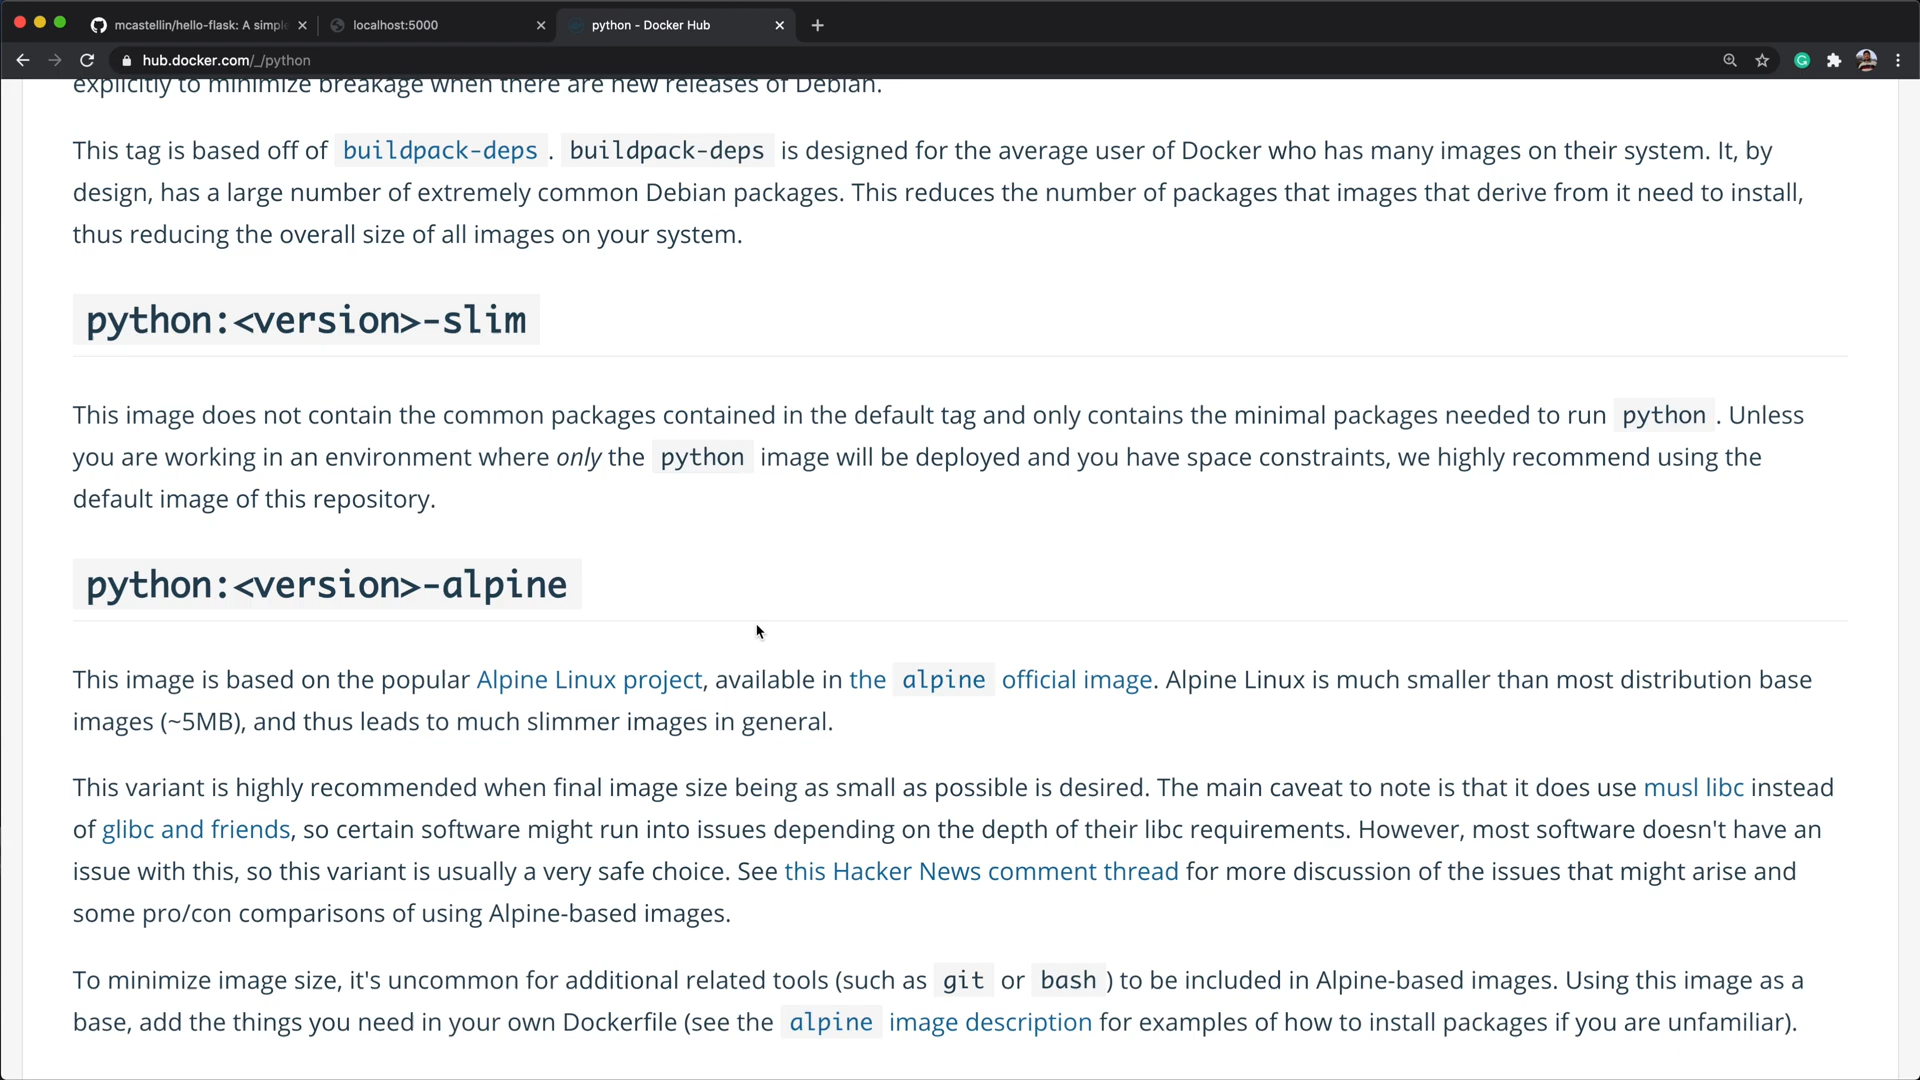 mcastellin/hello-flask: A simple
localhost:5000
python - Docker Hub
hub.docker.com/_/python
explicitly to minimize breakage when there are new releases of Debian.
This tag is based off of buildpack-deps . buildpack-deps is designed for the average user of Docker who has many images on their system. It, by
design, has a large number of extremely common Debian packages. This reduces the number of packages that images that derive from it need to install,
thus reducing the overall size of all images on your system.
python:<version>-slim
This image does not contain the common packages contained in the default tag and only contains the minimal packages needed to run python . Unless
you are working in an environment where only the python image will be deployed and you have space constraints, we highly recommend using the
default image of this repository.
python:<version>-alpine
This image is based on the popular Alpine Linux project, available in the alpine official image. Alpine Linux is much smaller than most distribution base
images (~5MB), and thus leads to much slimmer images in general.
This variant is highly recommended when final image size being as small as possible is desired. The main caveat to note is that it does use musl libc instead
of glibc and friends, so certain software might run into issues depending on the depth of their libc requirements. However, most software doesn't have an
issue with this, so this variant is usually a very safe choice. See this Hacker News comment thread for more discussion of the issues that might arise and
some pro/con comparisons of using Alpine-based images.
To minimize image size, it's uncommon for additional related tools (such as git or bash ) to be included in Alpine-based images. Using this image as a
base, add the things you need in your own Dockerfile (see the alpine image description for examples of how to install packages if you are unfamiliar).